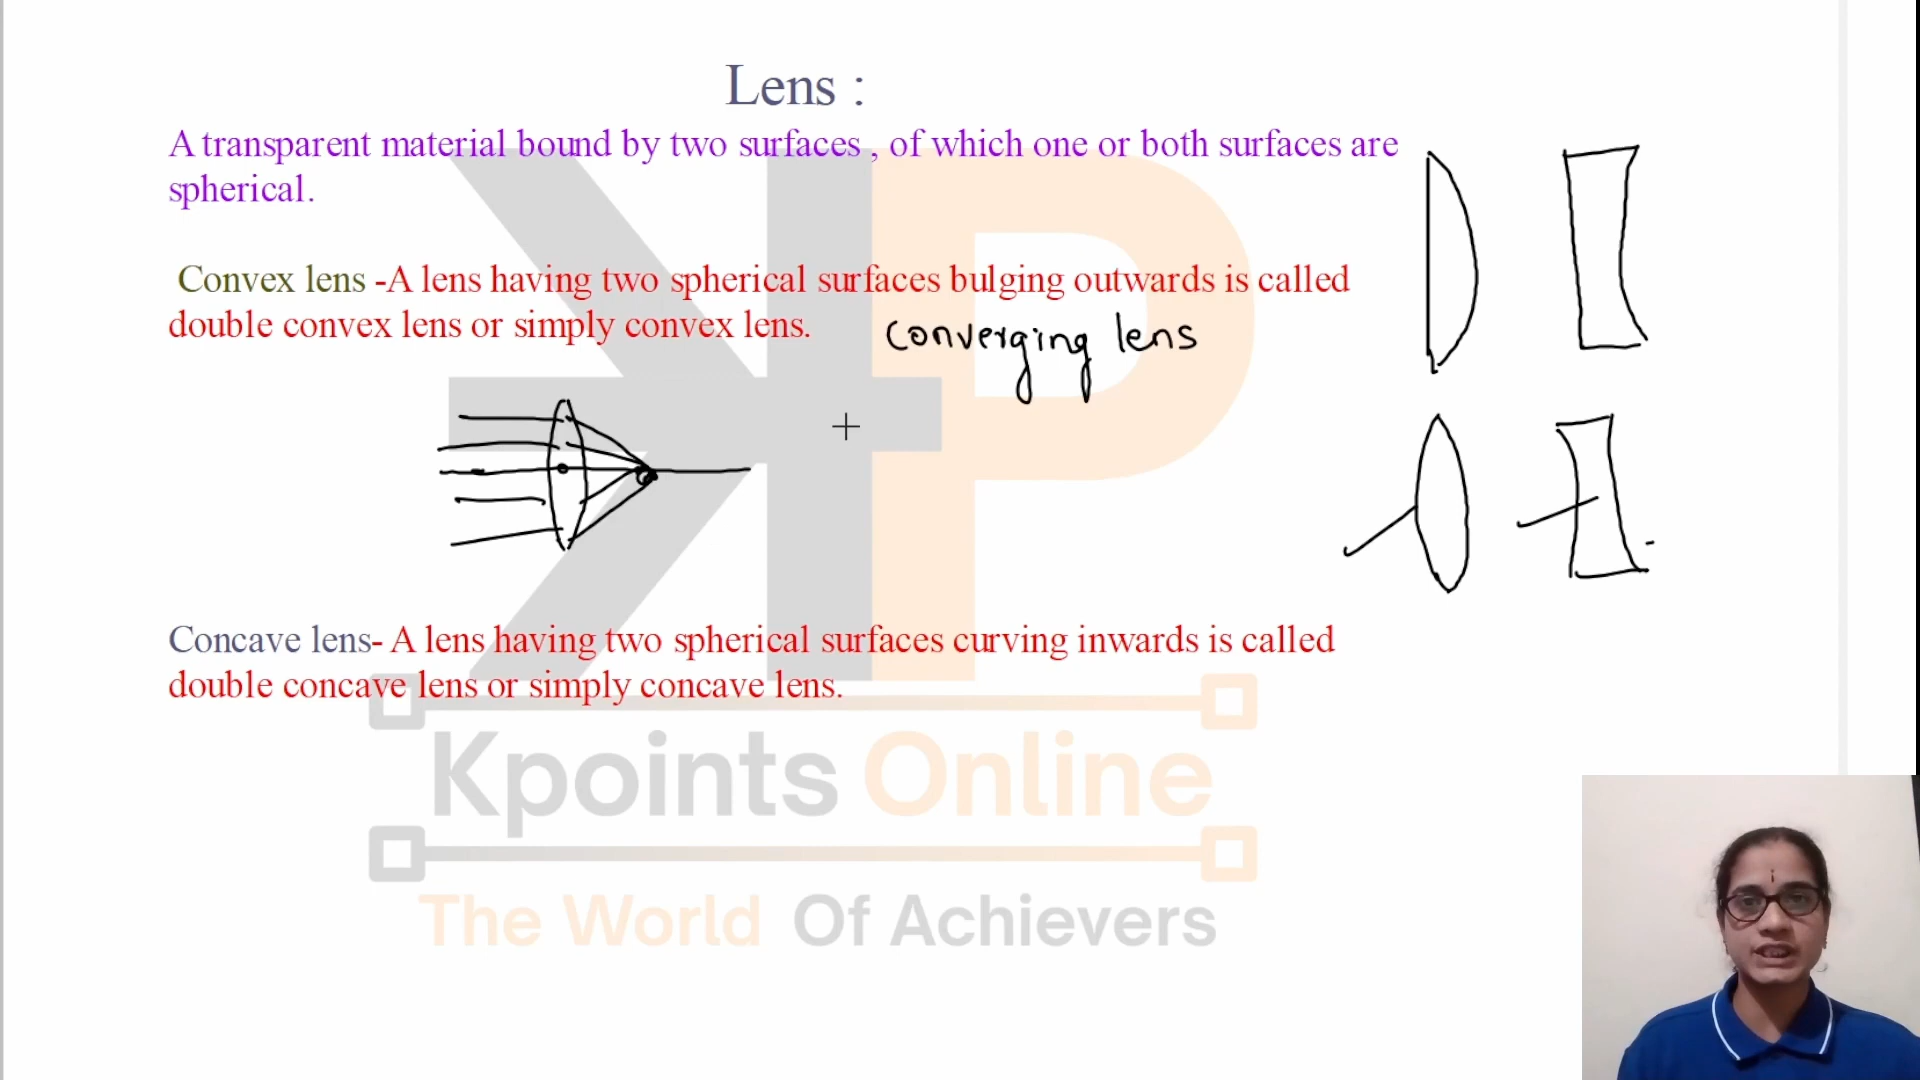 Lens :
A transparent material bound by two surfaces , of which one or both surfaces are
spherical.
Convex lens -A lens having two spherical surfaces bulging outwards is called
double convex lens or simply convex lens.
converging lens
Concave lens- A lens having two spherical surfaces curving inwards is called
double concave lens or simply concave lens.
KP
Kpoints Online
The World Of Achievers